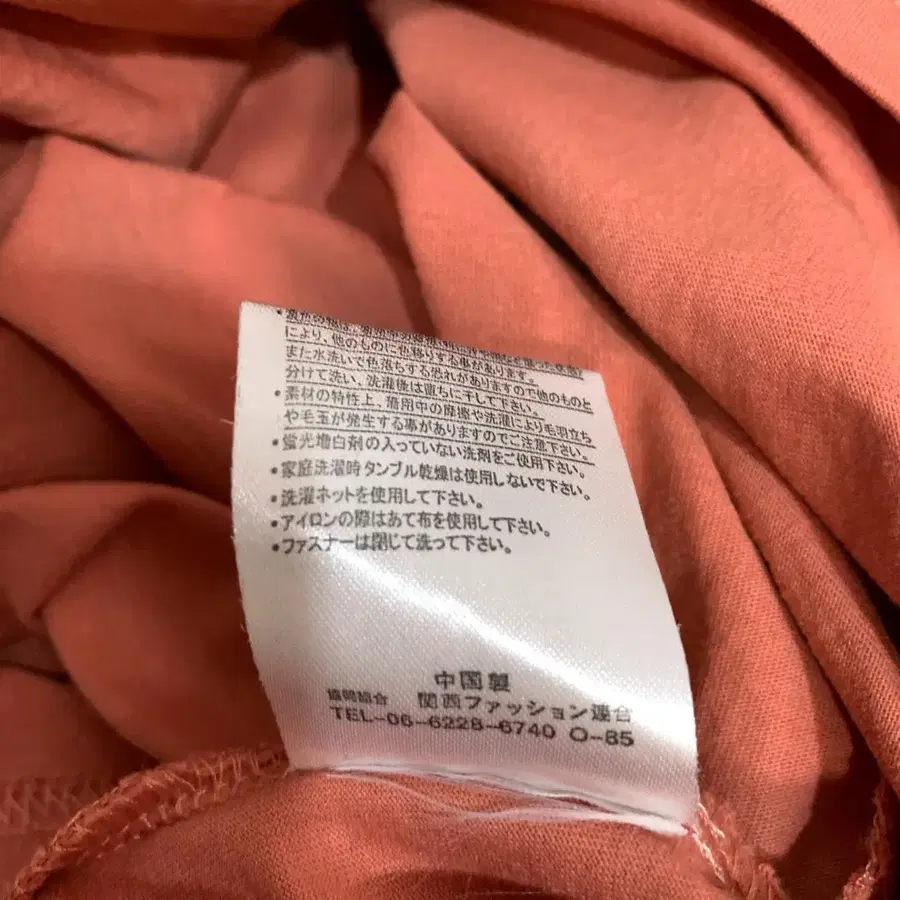 により、他のものに色移りする事があります。
また水洗いで色落ちする恐れがありますので他のものと
分けて洗い、洗濯後は直ちに干して下さい。
・素材の特性上、着用中の摩擦や洗濯により毛羽立ち
や毛玉が発生する事がありますのでご注意下さい。
・蛍光増白剤の入っていない洗剤をご使用下さい。
・家庭洗濯時タンブル乾燥は使用しないで下さい。
・洗濯ネットを使用して下さい。
・アイロンの際はあて布を使用して下さい。
・ファスナーは閉じて洗って下さい。
中国製
協同組合 関西ファッション連合
TEL-06-6228-6740 O-85